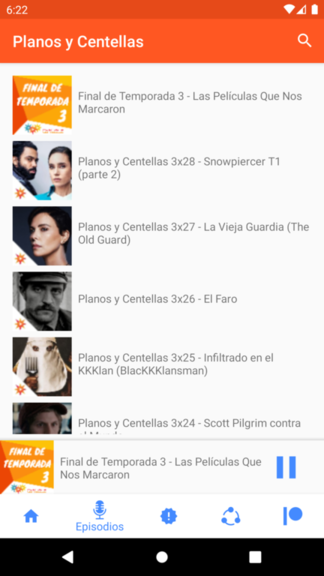 6:22
Planos y Centellas
FINAL DE
TEMPORADA
3
Final de Temporada 3 - Las Películas Que Nos
Marcaron
Planos y Centellas 3x28 - Snowpiercer T1
(parte 2)
Planos y Centellas 3x27 - La Vieja Guardia (The
Old Guard)
Planos y Centellas 3x26 - El Faro
Planos y Centellas 3x25 - Infiltrado en el
KKKlan (BlacKKKlansman)
Planos y Centellas 3x24 - Scott Pilgrim contra
el Mundo
FINAL DE
TEMPORADA
3
Final de Temporada 3 - Las Películas Que
Nos Marcaron
Episodios